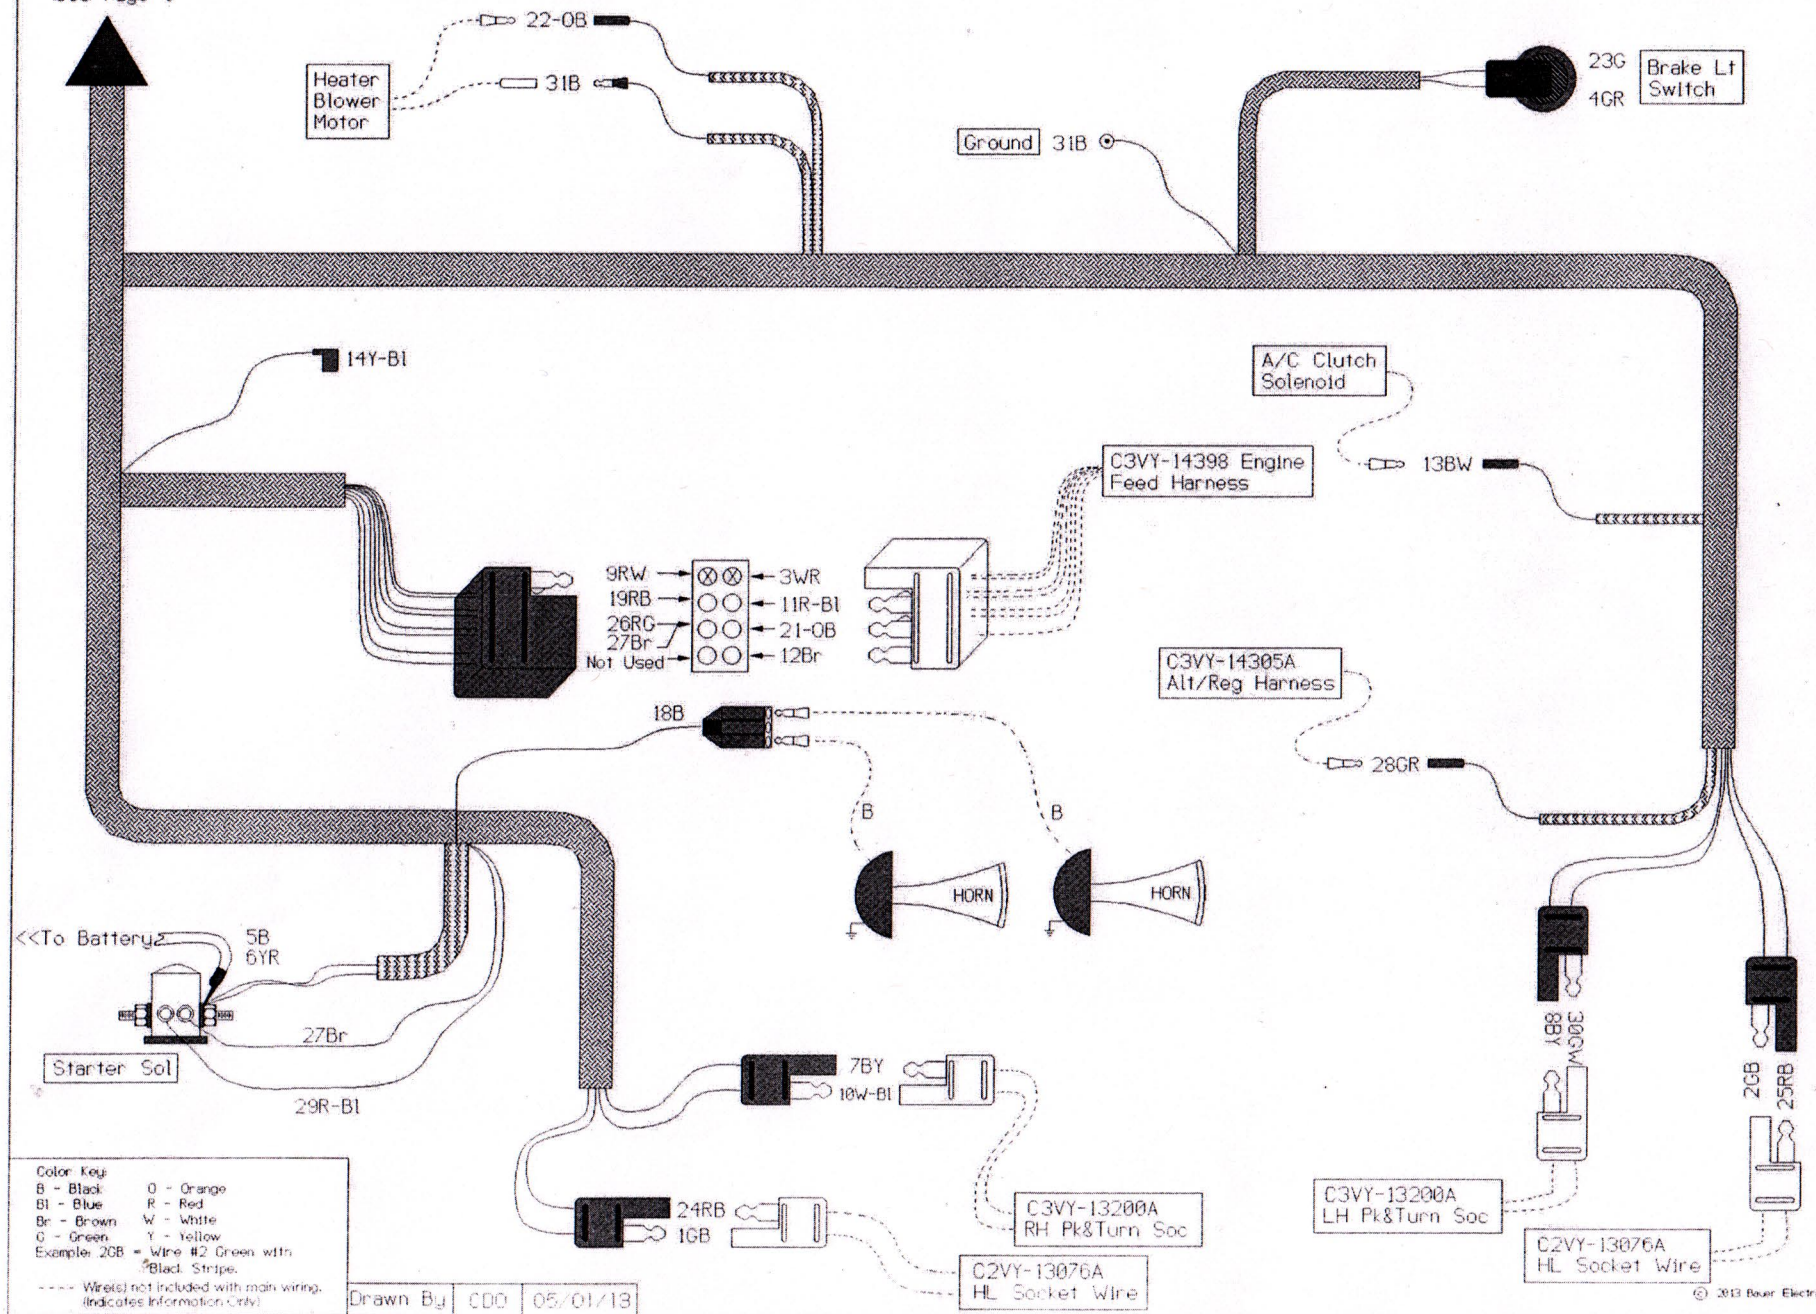 22-OB
Heater
Blower
Motor
31B
23G
4GR
Brake Lt
Switch
Ground
31B
14Y-Bl
A/C Clutch
Solenoid
13BW
C3VY-14398 Engine
Feed Harness
9RW
3WR
19RB
11R-Bl
26RG
27Br
21-OB
Not Used
12Br
C3VY-14305A
Alt/Reg Harness
28GR
18B
B
B
HORN
HORN
<<To Battery
5B
6YR
27Br
Starter Sol
29R-Bl
7BY
10W-Bl
24RB
1GB
8BY
30GW
2GB
25RB
C3VY-13200A
RH Pk&Turn Soc
C2VY-13076A
HL Socket Wire
C3VY-13200A
LH Pk&Turn Soc
C2VY-13076A
HL Socket Wire
Color Key:
B - Black O - Orange
Bl - Blue R - Red
Br - Brown W - White
G - Green Y - Yellow
Example: 2GB = Wire #2 Green with
Black Stripe.
---- Wire(s) not included with main wiring.
(Indicates Information Only)
Drawn By CDO 05/01/13
© 2013 Bauer Electr